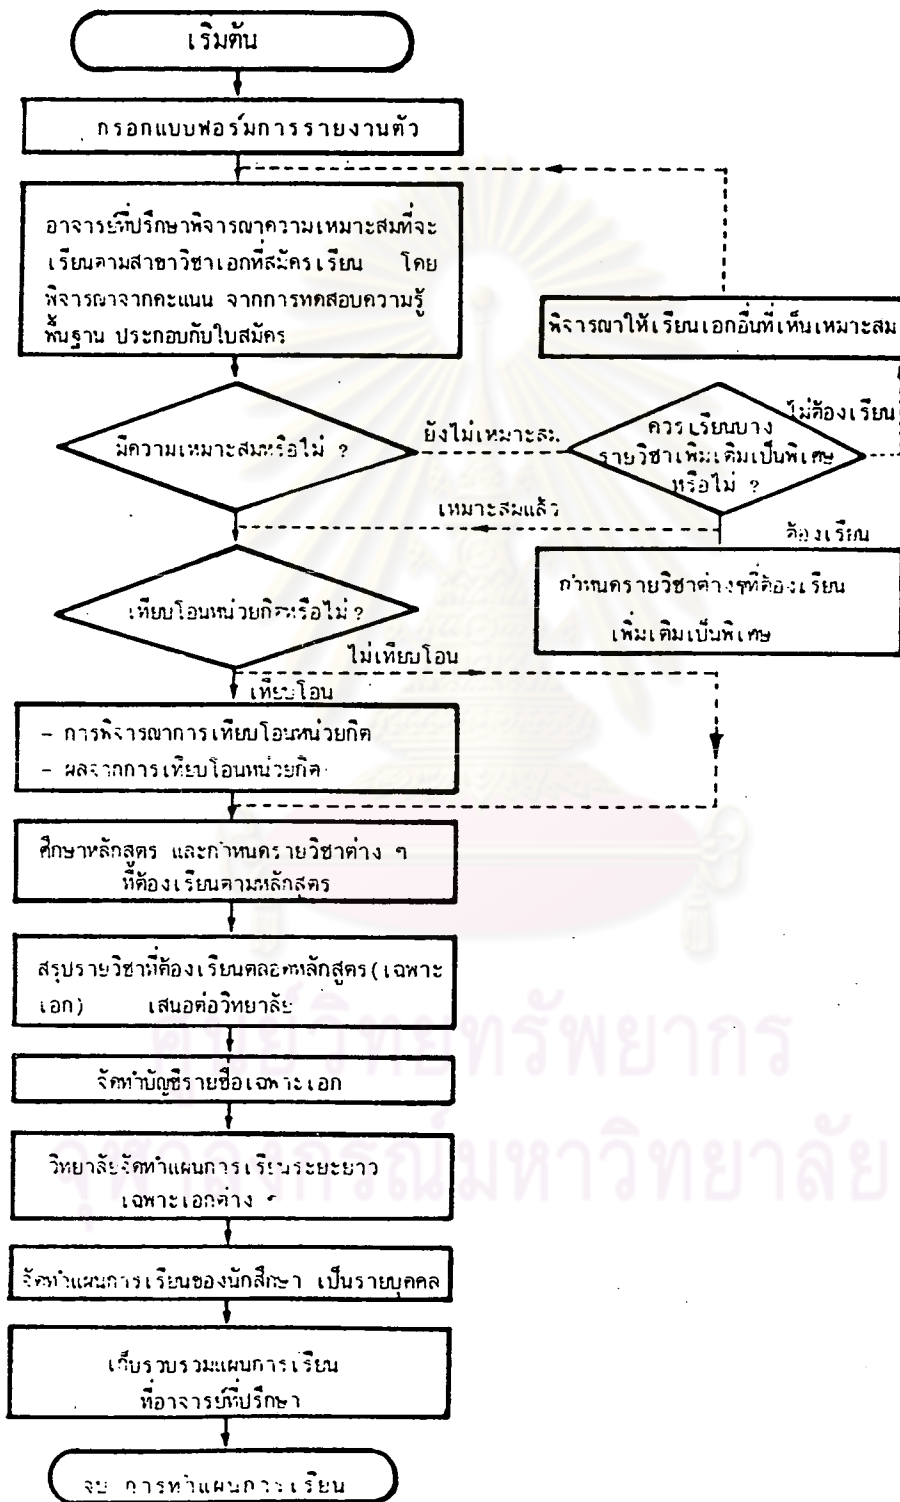 เริ่มต้น
กรอกแบบฟอร์มการรายงานตัว
อาจารย์ที่ปรึกษาพิจารณาความเหมาะสมที่จะ
เรียนตามสาขาวิชาเอกที่สมัครเรียน โดย
พิจารณาจากคะแนน จากการทดสอบความรู้
พื้นฐาน ประกอบกับใบสมัคร
พิจารณาให้เรียนเอกอื่นที่เห็นเหมาะสม
มีความเหมาะสมหรือไม่ ?
ยังไม่เหมาะสม
ควรเรียนบาง
รายวิชาเพิ่มเติมเป็นพิเศษ
หรือไม่ ?
ไม่ต้องเรียน
เหมาะสมแล้ว
ต้องเรียน
กำหนดรายวิชาต่างๆที่ต้องเรียน
เพิ่มเติมเป็นพิเศษ
เทียบโอนหน่วยกิตหรือไม่?
ไม่เทียบโอน
เทียบโอน
- การพิจารณาการเทียบโอนหน่วยกิต
- ผลจากการเทียบโอนหน่วยกิต
ศึกษาหลักสูตร และกำหนดรายวิชาต่าง ๆ
ที่ต้องเรียนตามหลักสูตร
สรุปรายวิชาที่ต้องเรียนตลอดหลักสูตร(เฉพาะ
เอก) เสนอต่อวิทยาลัย
จัดทำบัญชีรายชื่อเฉพาะเอก
วิทยาลัยจัดทำแผนการเรียนระยะยาว
เฉพาะเอกต่าง ๆ
จัดทำแผนการเรียนของนักศึกษา เป็นรายบุคคล
เก็บรวบรวมแผนการเรียน
ที่อาจารย์ที่ปรึกษา
จบ การทำแผนการเรียน
ศูนย์วิทยทรัพยากร
จุฬาลงกรณ์มหาวิทยาลัย